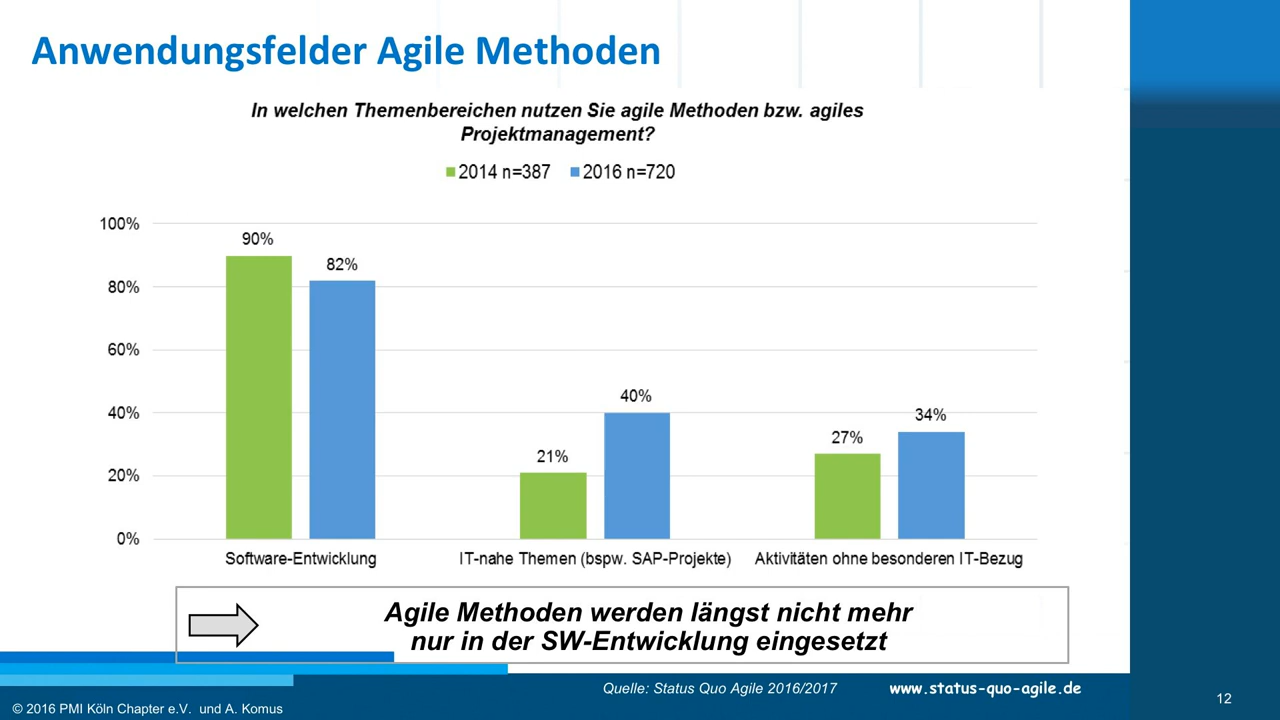 Anwendungsfelder Agile Methoden
In welchen Themenbereichen nutzen Sie agile Methoden bzw. agiles
Projektmanagement?
2014 n=387 2016 n=720
100%
80%
60%
40%
20%
0%
90%
82%
21%
40%
27%
34%
Software-Entwicklung
IT-nahe Themen (bspw. SAP-Projekte)
Aktivitäten ohne besonderen IT-Bezug
Agile Methoden werden längst nicht mehr
nur in der SW-Entwicklung eingesetzt
Quelle: Status Quo Agile 2016/2017
www.status-quo-agile.de
© 2016 PMI Köln Chapter e.V. und A. Komus
12